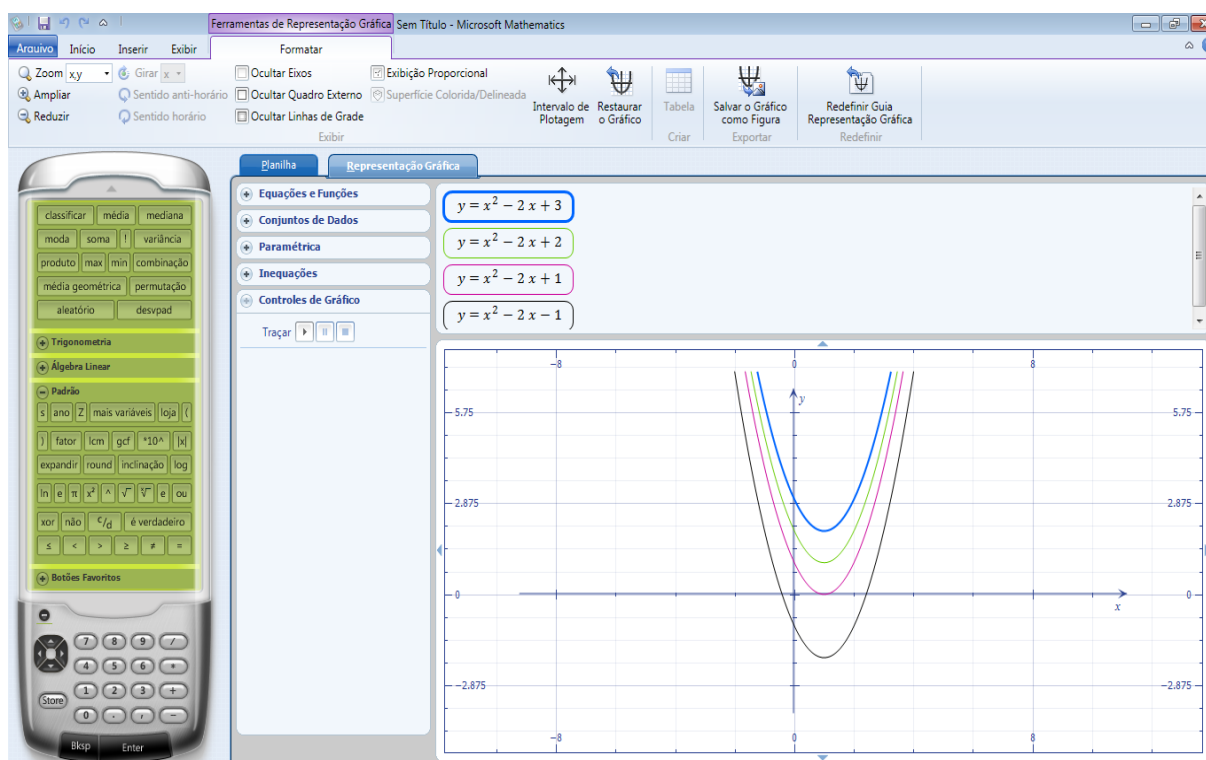 Ferramentas de Representação Gráfica Sem Título - Microsoft Mathematics
Arquivo Início Inserir Exibir Formatar
Zoom x,y Girar x Ocultar Eixos Exibição Proporcional
Ampliar Sentido anti-horário Ocultar Quadro Externo Superfície Colorida/Delineada
Reduzir Sentido horário Ocultar Linhas de Grade
Intervalo de Plotagem Restaurar o Gráfico Tabela Salvar o Gráfico como Figura Redefinir Guia Representação Gráfica
Exibir Criar Exportar Redefinir
Planilha Representação Gráfica
classificar média mediana
moda soma ! variância
produto max min combinação
média geométrica permutação
aleatório desvpad
Trigonometria
Álgebra Linear
Padrão
s ano Z mais variáveis loja (
) fator lcm gcf *10^ |x|
expandir round inclinação log
ln e π x² ^ √ ˣ√ e ou
xor não c/d é verdadeiro
≤ < > ≥ ≠ =
Botões Favoritos
7 8 9 /
4 5 6 *
Store 1 2 3 +
0 . , −
Bksp Enter
Equações e Funções
Conjuntos de Dados
Paramétrica
Inequações
Controles de Gráfico
Traçar
y = x² − 2 x + 3
y = x² − 2 x + 2
y = x² − 2 x + 1
y = x² − 2 x − 1
−8 0 8
y
5.75 5.75
2.875 2.875
0 0
x
−2.875 −2.875
−8 0 8